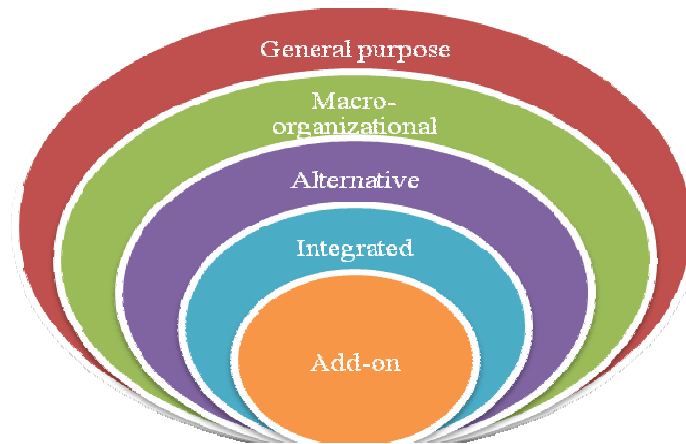 General purpose
Macro-
organizational
Alternative
Integrated
Add-on